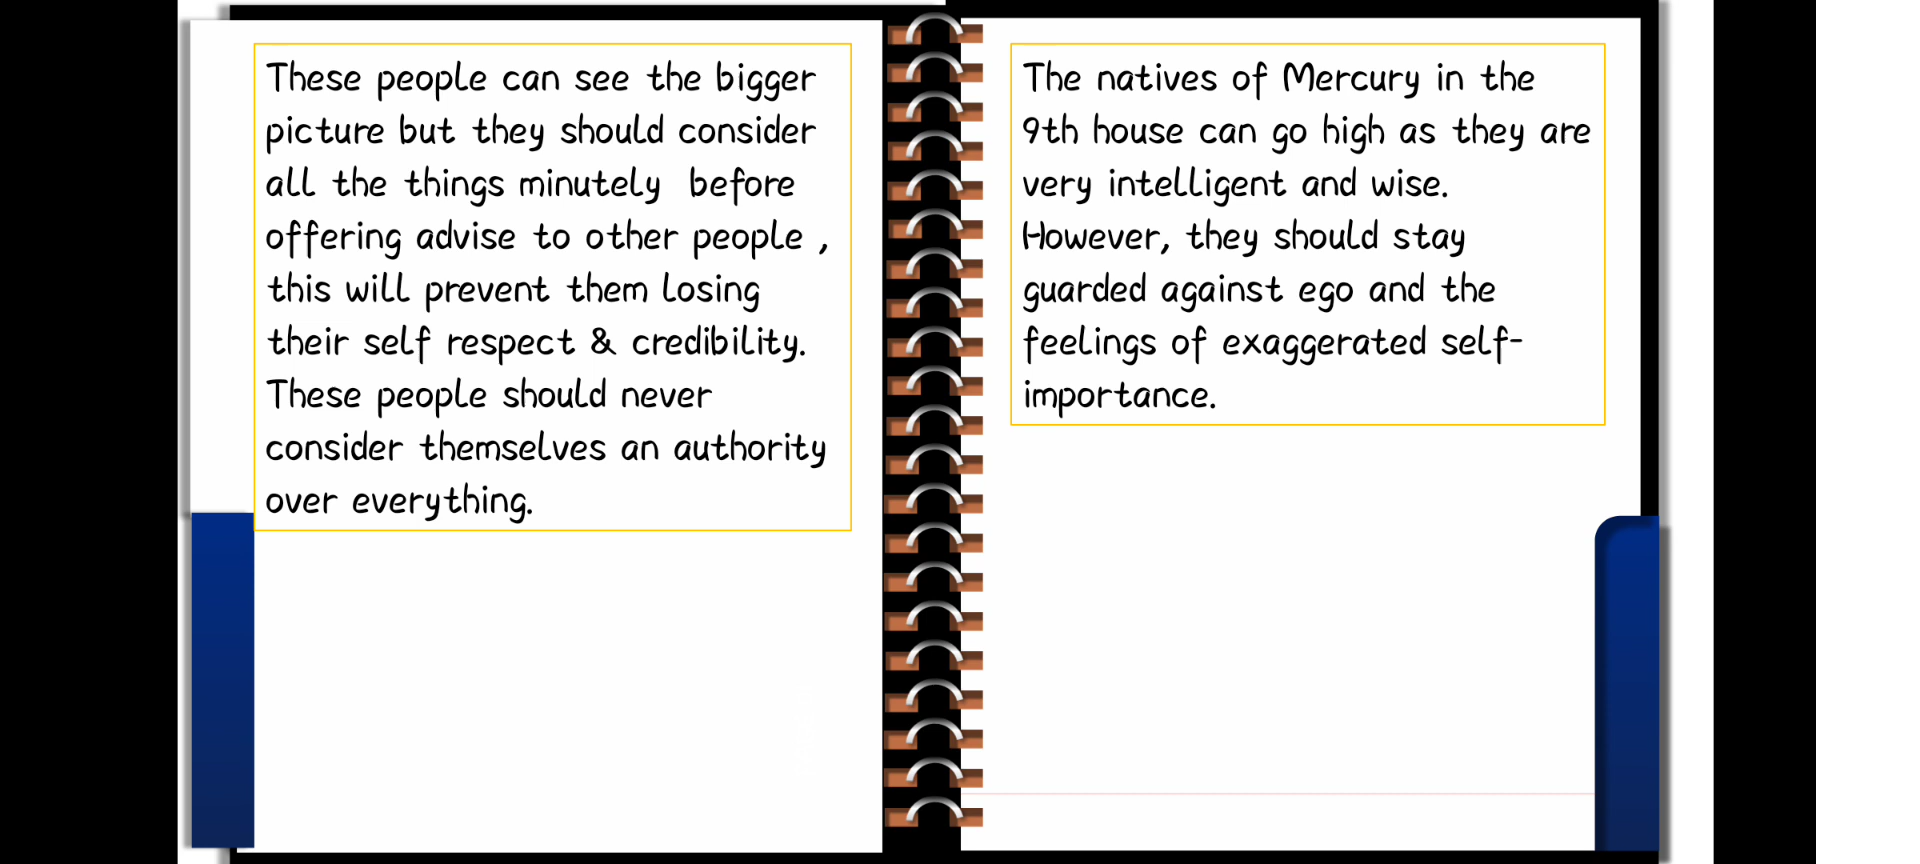 These people can see the bigger
picture but they should consider
all the things minutely before
offering advise to other people ,
this will prevent them losing
their self respect & credibility.
These people should never
consider themselves an authority
over everything.
The natives of Mercury in the
9th house can go high as they are
very intelligent and wise.
However, they should stay
guarded against ego and the
feelings of exaggerated self-
importance.